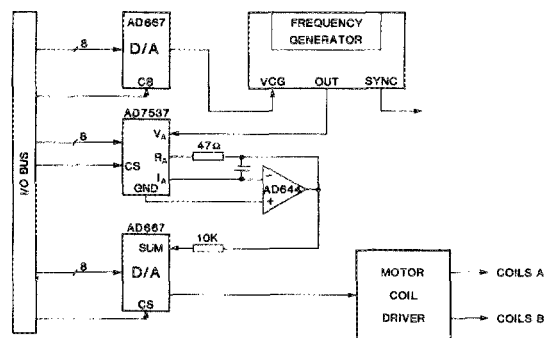 AD667
FREQUENCY
GENERATOR
8
D/A
CS
VCG OUT SYNC
AD7537
8
VA
47Ω
RA
CS
IA
GND
AD644
I/O BUS
AD667
SUM
10K
8
D/A
CS
MOTOR
COIL
DRIVER
COILS A
COILS B